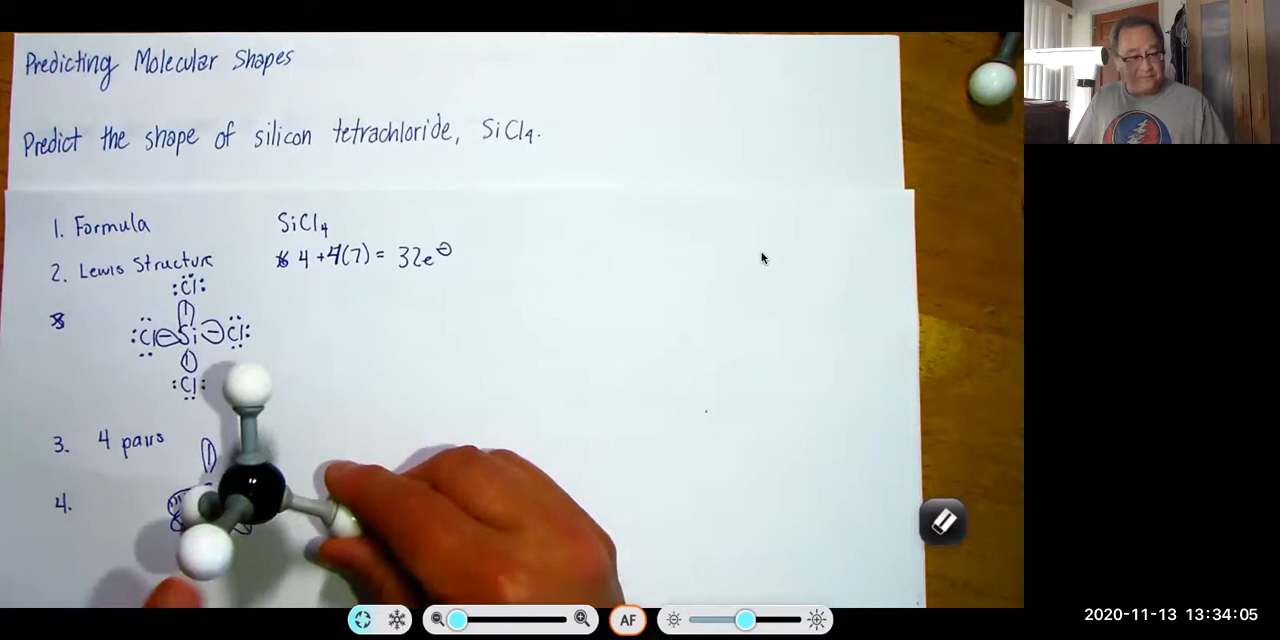 Predicting Molecular Shapes
Predict the shape of silicon tetrachloride, SiCl₄.
1. Formula SiCl₄
2. Lewis Structure 4 + 4(7) = 32e⊖
:Cl:
:Cl Si Cl:
:Cl:
3. 4 pairs
4.
AF
2020-11-13 13:34:05